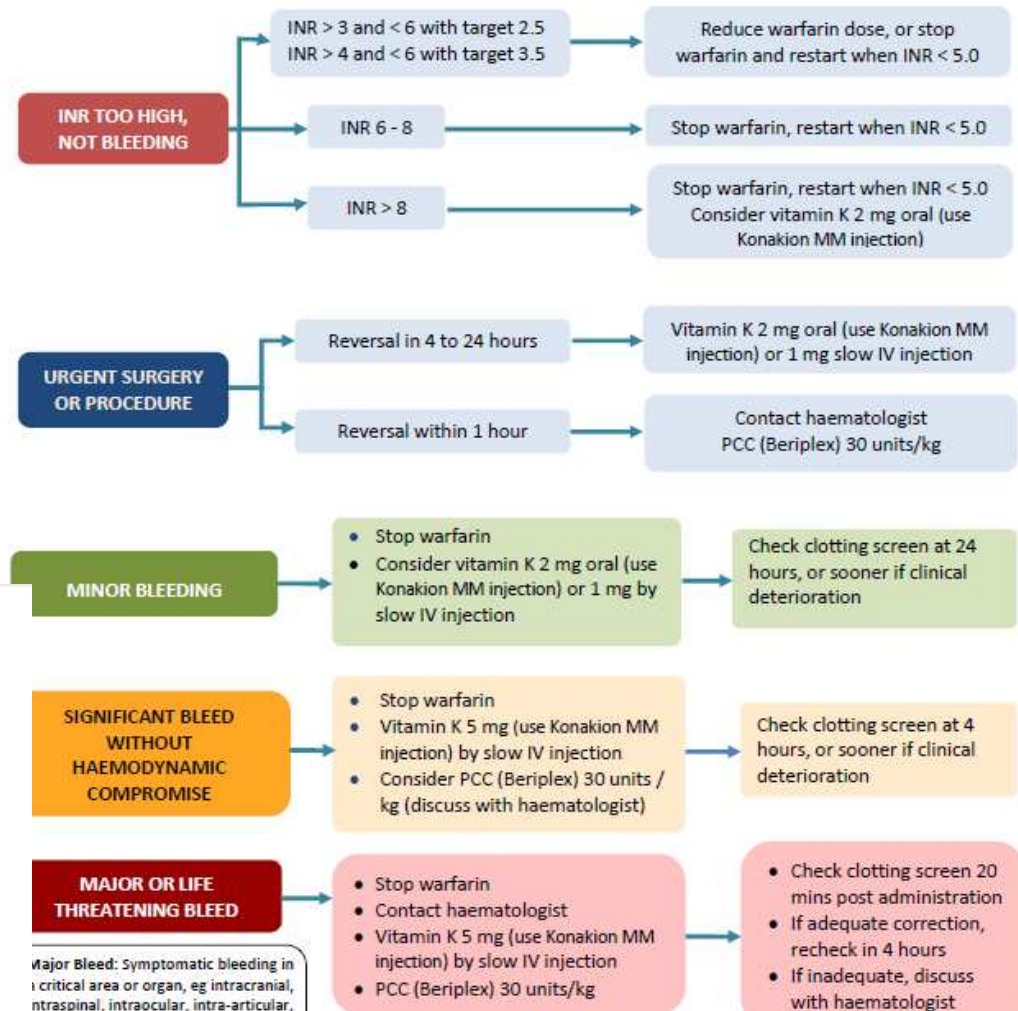 INR > 3 and < 6 with target 2.5
INR > 4 and < 6 with target 3.5
Reduce warfarin dose, or stop
warfarin and restart when INR < 5.0
INR TOO HIGH,
NOT BLEEDING
INR 6 - 8
Stop warfarin, restart when INR < 5.0
INR > 8
Stop warfarin, restart when INR < 5.0
Consider vitamin K 2 mg oral (use
Konakion MM injection)
URGENT SURGERY
OR PROCEDURE
Reversal in 4 to 24 hours
Vitamin K 2 mg oral (use Konakion MM
injection) or 1 mg slow IV injection
Reversal within 1 hour
Contact haematologist
PCC (Beriplex) 30 units/kg
MINOR BLEEDING
• Stop warfarin
• Consider vitamin K 2 mg oral (use
Konakion MM injection) or 1 mg by
slow IV injection
Check clotting screen at 24
hours, or sooner if clinical
deterioration
SIGNIFICANT BLEED
WITHOUT
HAEMODYNAMIC
COMPROMISE
• Stop warfarin
• Vitamin K 5 mg (use Konakion MM
injection) by slow IV injection
• Consider PCC (Beriplex) 30 units /
kg (discuss with haematologist)
Check clotting screen at 4
hours, or sooner if clinical
deterioration
MAJOR OR LIFE
THREATENING BLEED
• Stop warfarin
• Contact haematologist
• Vitamin K 5 mg (use Konakion MM
injection) by slow IV injection
• PCC (Beriplex) 30 units/kg
• Check clotting screen 20
mins post administration
• If adequate correction,
recheck in 4 hours
• If inadequate, discuss
with haematologist
Major Bleed: Symptomatic bleeding in
a critical area or organ, eg intracranial,
intraspinal, intraocular, intra-articular,